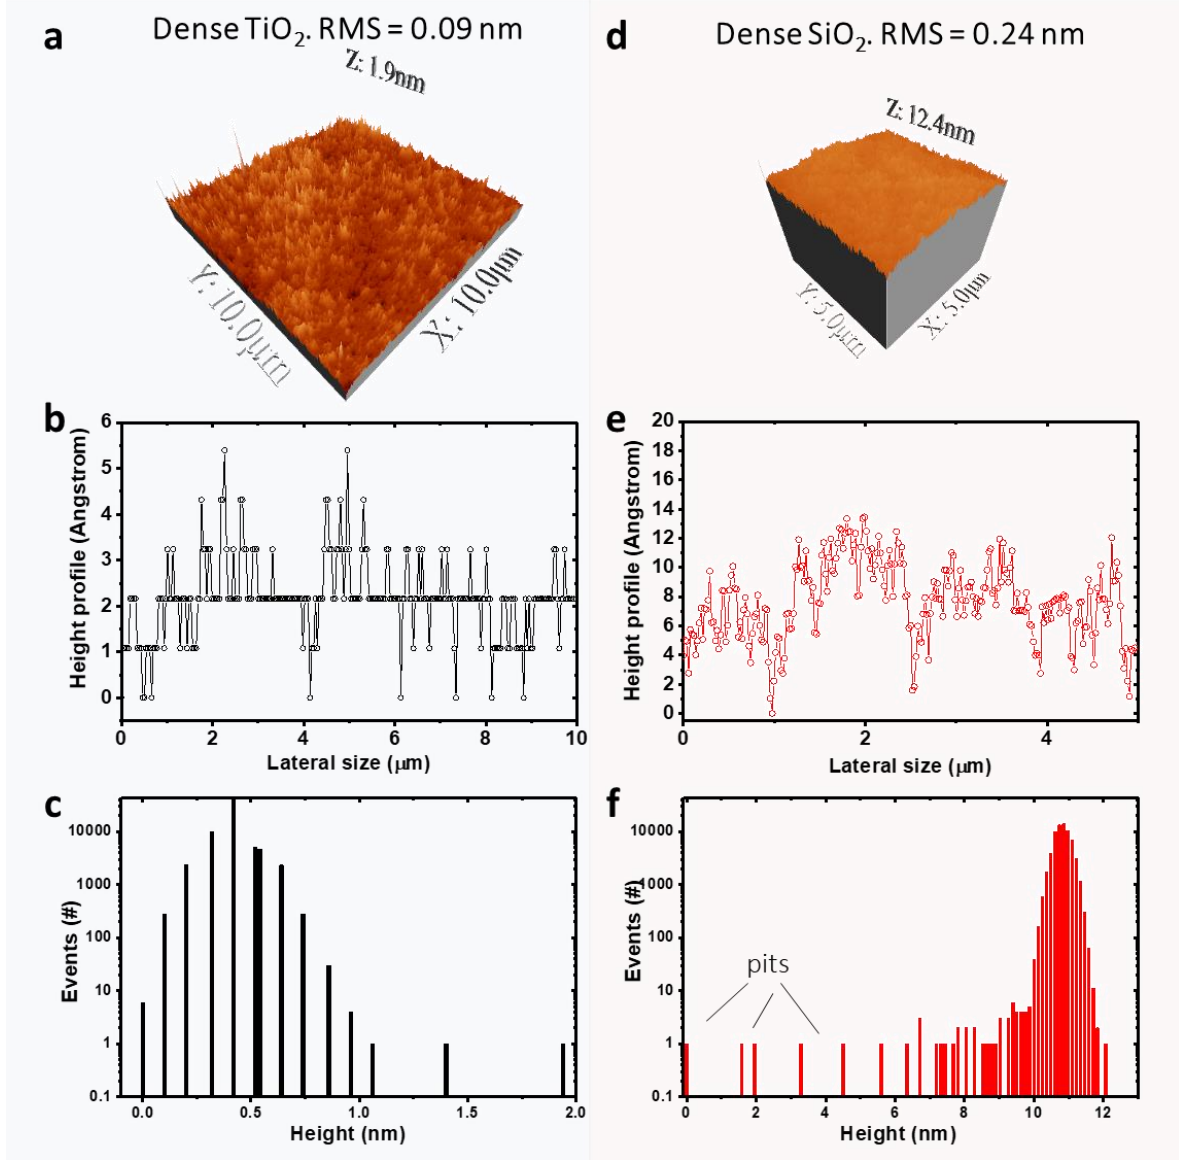 a
Dense TiO₂. RMS = 0.09 nm
Z: 1.9nm
Y: 10.0µm
X: 10.0µm
d
Dense SiO₂. RMS = 0.24 nm
Z: 12.4nm
Y: 5.0µm
X: 5.0µm
b
Height profile (Angstrom)
6
5
4
3
2
1
0
0 2 4 6 8 10
Lateral size (µm)
e
Height profile (Angstrom)
20
18
16
14
12
10
8
6
4
2
0
0 2 4
Lateral size (µm)
c
Events (#)
10000
1000
100
10
1
0.1
0.0 0.5 1.0 1.5 2.0
Height (nm)
f
Events (#)
10000
1000
100
10
1
0.1
pits
0 2 4 6 8 10 12
Height (nm)